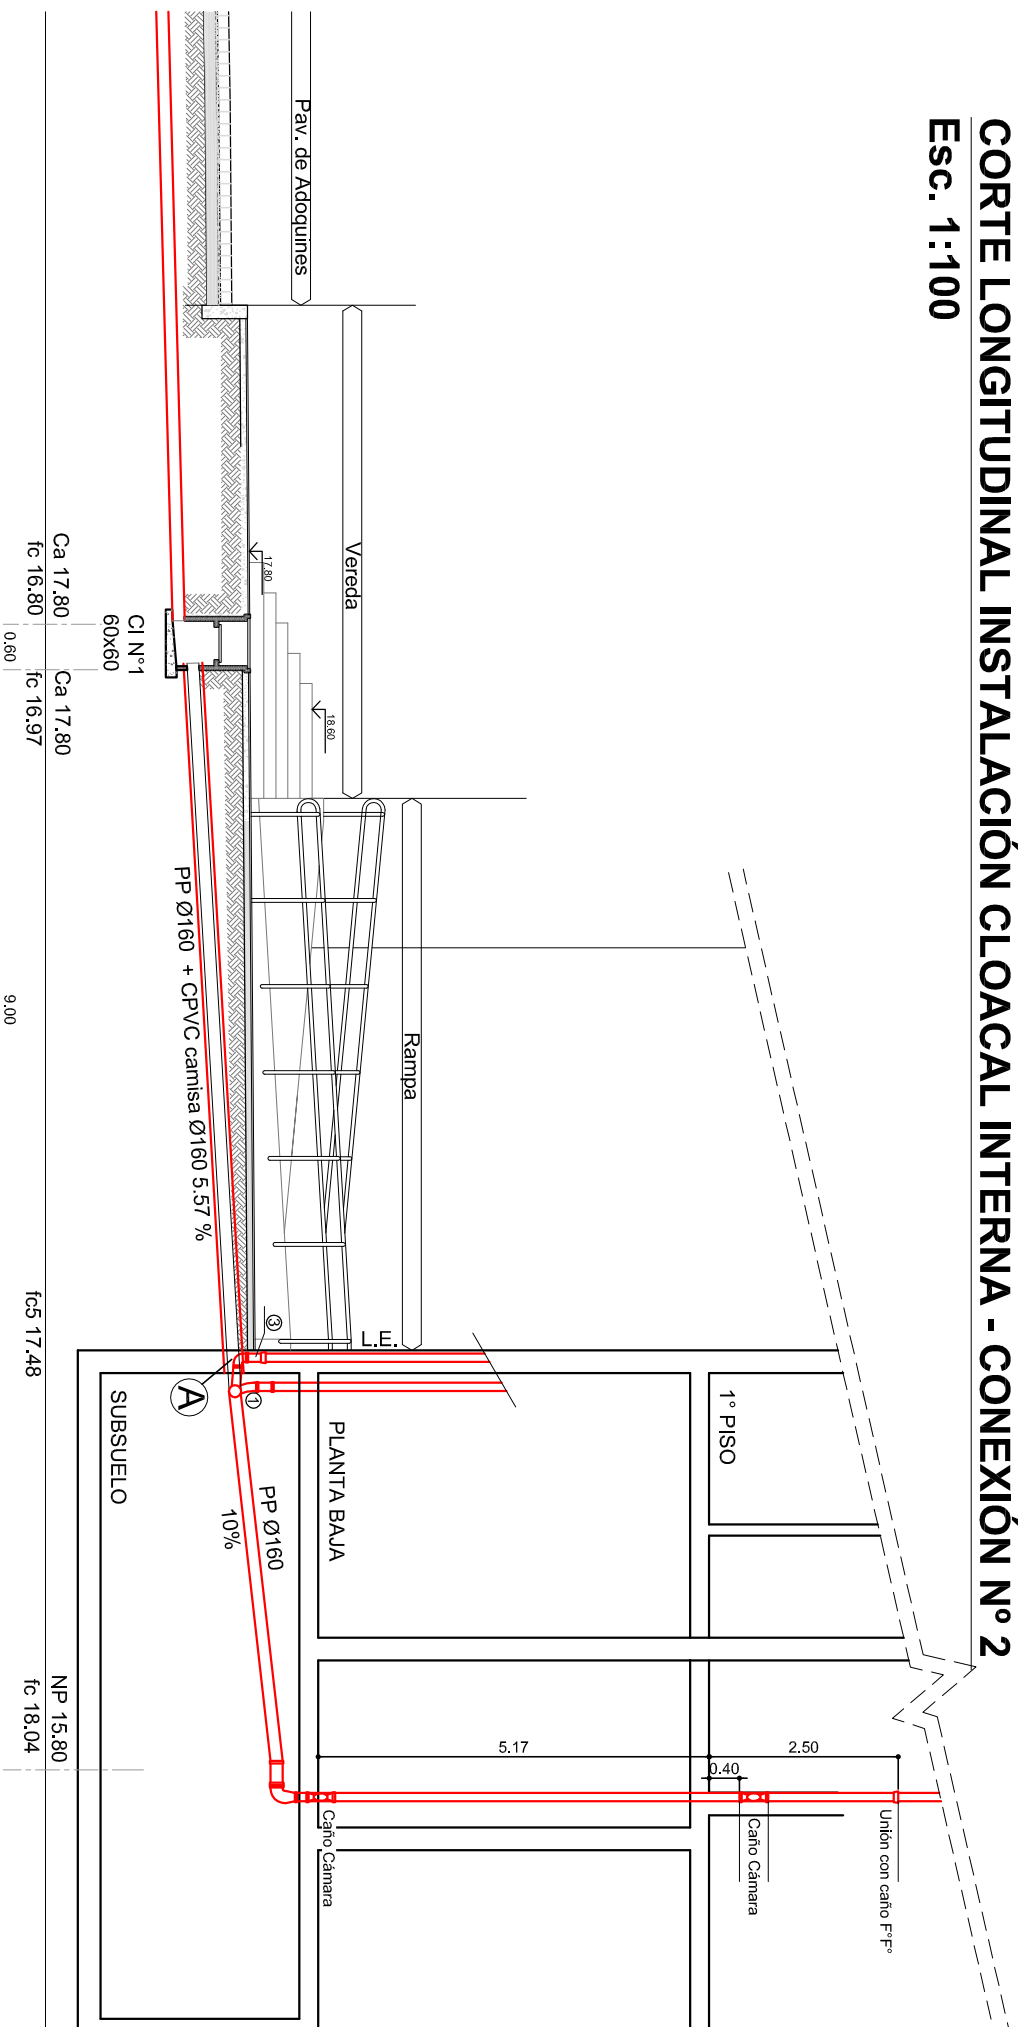 CORTE LONGITUDINAL INSTALACIÓN CLOACAL INTERNA - CONEXIÓN Nº 2
Esc. 1:100
1° PISO
2.50
0.40
Unión con caño F°F°
Caño Cámara
5.17
Rampa
Vereda
Pav. de Adoquines
L.E.
PLANTA BAJA
Caño Cámara
18.60
17.80
3
1
PP Ø160
10%
A
PP Ø160 + CPVC camisa Ø160 5.57 %
SUBSUELO
CI N°1
60x60
Ca 17.80
fc 16.80
Ca 17.80
fc 16.97
fc5 17.48
NP 15.80
fc 18.04
0.60
9.00